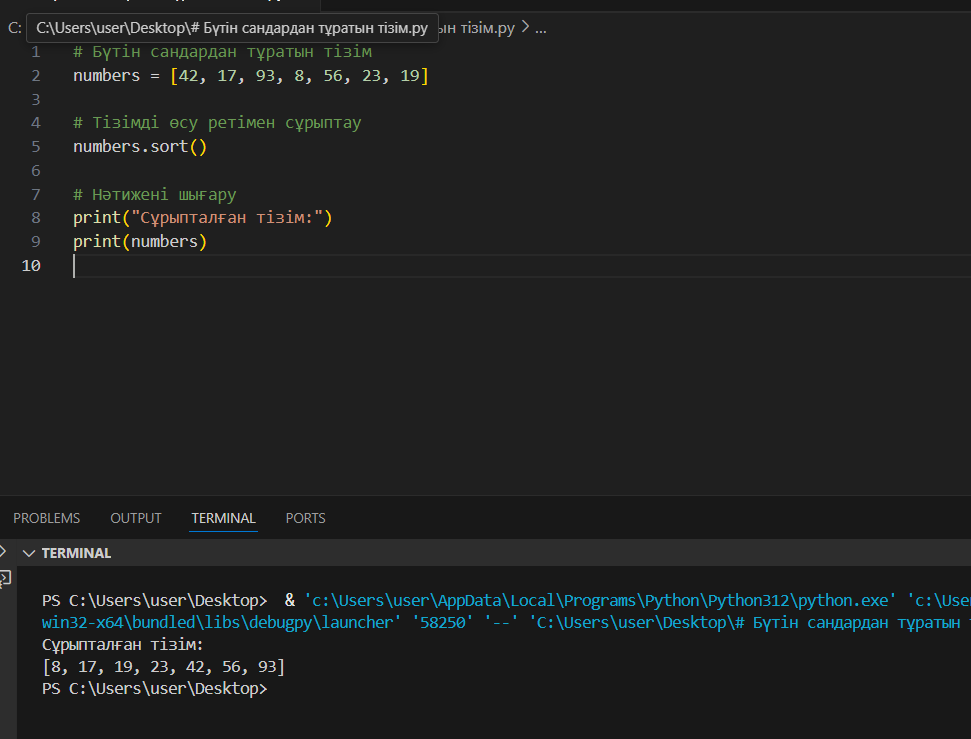 C: C:\Users\user\Desktop\# Бүтін сандардан тұратын тізім.py ын тізім.py > ...
1 # Бүтін сандардан тұратын тізім
2 numbers = [42, 17, 93, 8, 56, 23, 19]
3
4 # Тізімді өсу ретімен сұрыптау
5 numbers.sort()
6
7 # Нәтижені шығару
8 print("Сұрыпталған тізім:")
9 print(numbers)
10
PROBLEMS OUTPUT TERMINAL PORTS
TERMINAL
PS C:\Users\user\Desktop> & 'c:\Users\user\AppData\Local\Programs\Python\Python312\python.exe' 'c:\Use
win32-x64\bundled\libs\debugpy\launcher' '58250' '--' 'C:\Users\user\Desktop\# Бүтін сандардан тұратын
Сұрыпталған тізім:
[8, 17, 19, 23, 42, 56, 93]
PS C:\Users\user\Desktop>